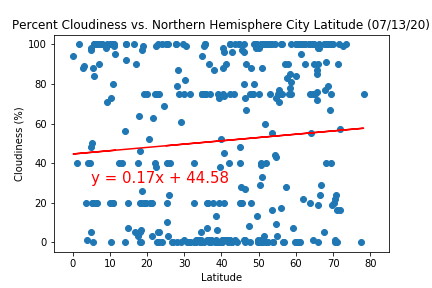 Percent Cloudiness vs. Northern Hemisphere City Latitude (07/13/20)
Cloudiness (%)
100
80
60
40
20
0
y = 0.17x + 44.58
0 10 20 30 40 50 60 70 80
Latitude